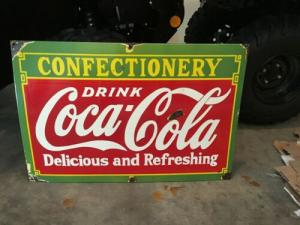 CONFECTIONERY
DRINK
Coca-Cola
Delicious and Refreshing